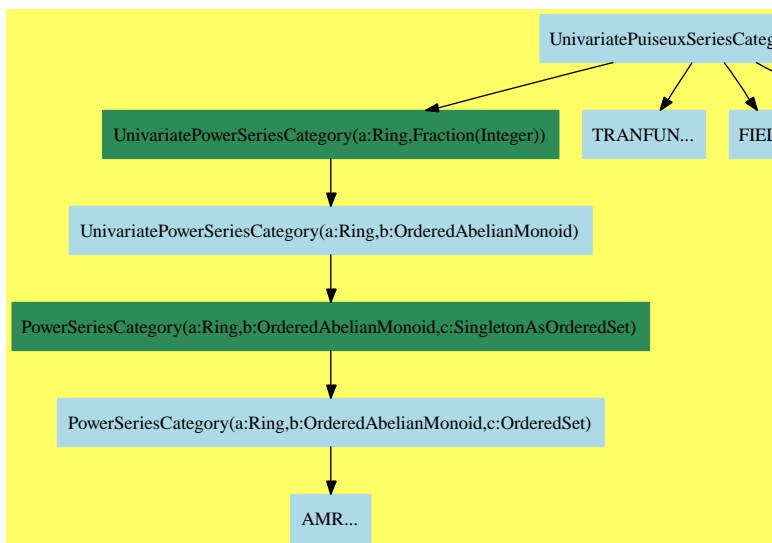 UnivariatePuiseuxSeriesCateg
UnivariatePowerSeriesCategory(a:Ring,Fraction(Integer))
TRANFUN...
FIEL
UnivariatePowerSeriesCategory(a:Ring,b:OrderedAbelianMonoid)
PowerSeriesCategory(a:Ring,b:OrderedAbelianMonoid,c:SingletonAsOrderedSet)
PowerSeriesCategory(a:Ring,b:OrderedAbelianMonoid,c:OrderedSet)
AMR...